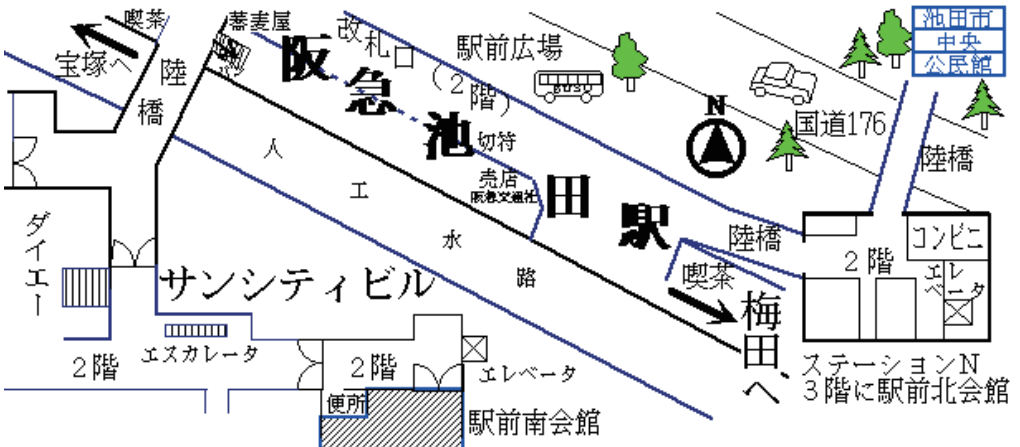 喫茶
宝塚へ
陸橋
蕎麦屋
阪急池田駅
改札口(2階)
駅前広場
BUSU
池田市
中央
公民館
N
国道176
陸橋
切符
売店
阪急交通社
人工水路
陸橋
喫茶
梅田へ
2階
コンビニ
エレベータ
ステーションN
3階に駅前北会館
ダイエー
サンシティビル
2階
エスカレータ
2階
エレベータ
便所
駅前南会館